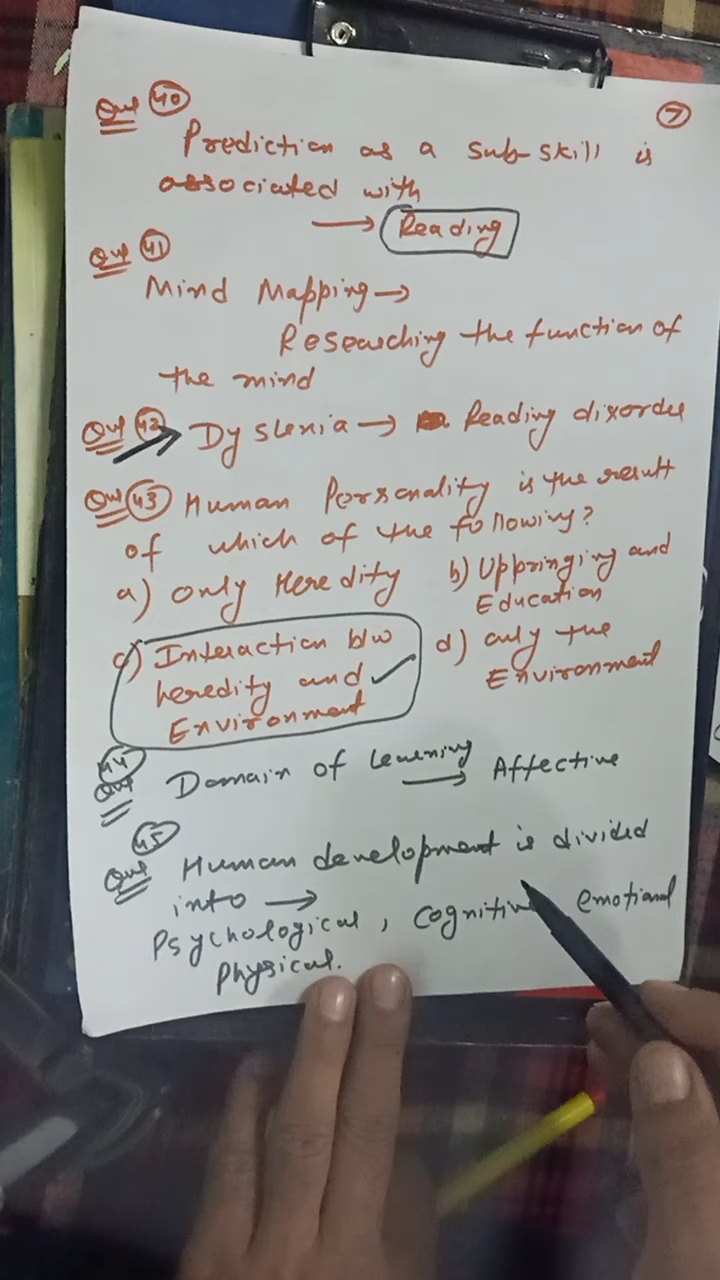 Que 40
7
Prediction as a sub-skill is
associated with
→ Reading
Que 41
Mind Mapping →
Researching the function of
the mind
Que 42 Dyslexia → Reading disorder
Que 43 Human Personality is the result
of which of the following?
a) only Heredity b) Uppringing and
Education
c) Interaction b/w
heredity and ✓
Environment
d) only the
Environment
44
Que Domain of Learning → Affective
45
Que Human development is divided
into →
Psychological, Cognitive emotional
Physical.